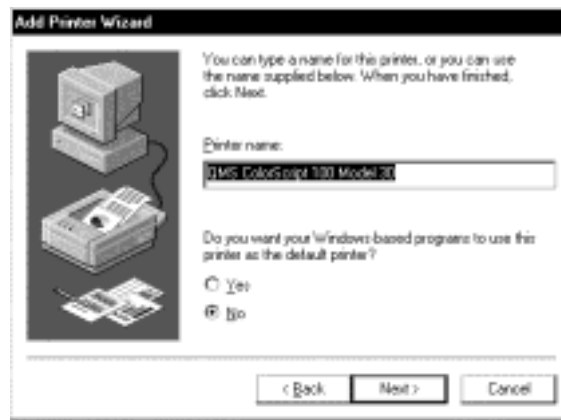 Add Printer Wizard
You can type a name for this printer, or you can use
the name supplied below. When you have finished,
click Next.
Printer name:
QMS ColorScript 100 Model 30
Do you want your Windows-based programs to use this
printer as the default printer?
Yes
No
< Back
Next >
Cancel